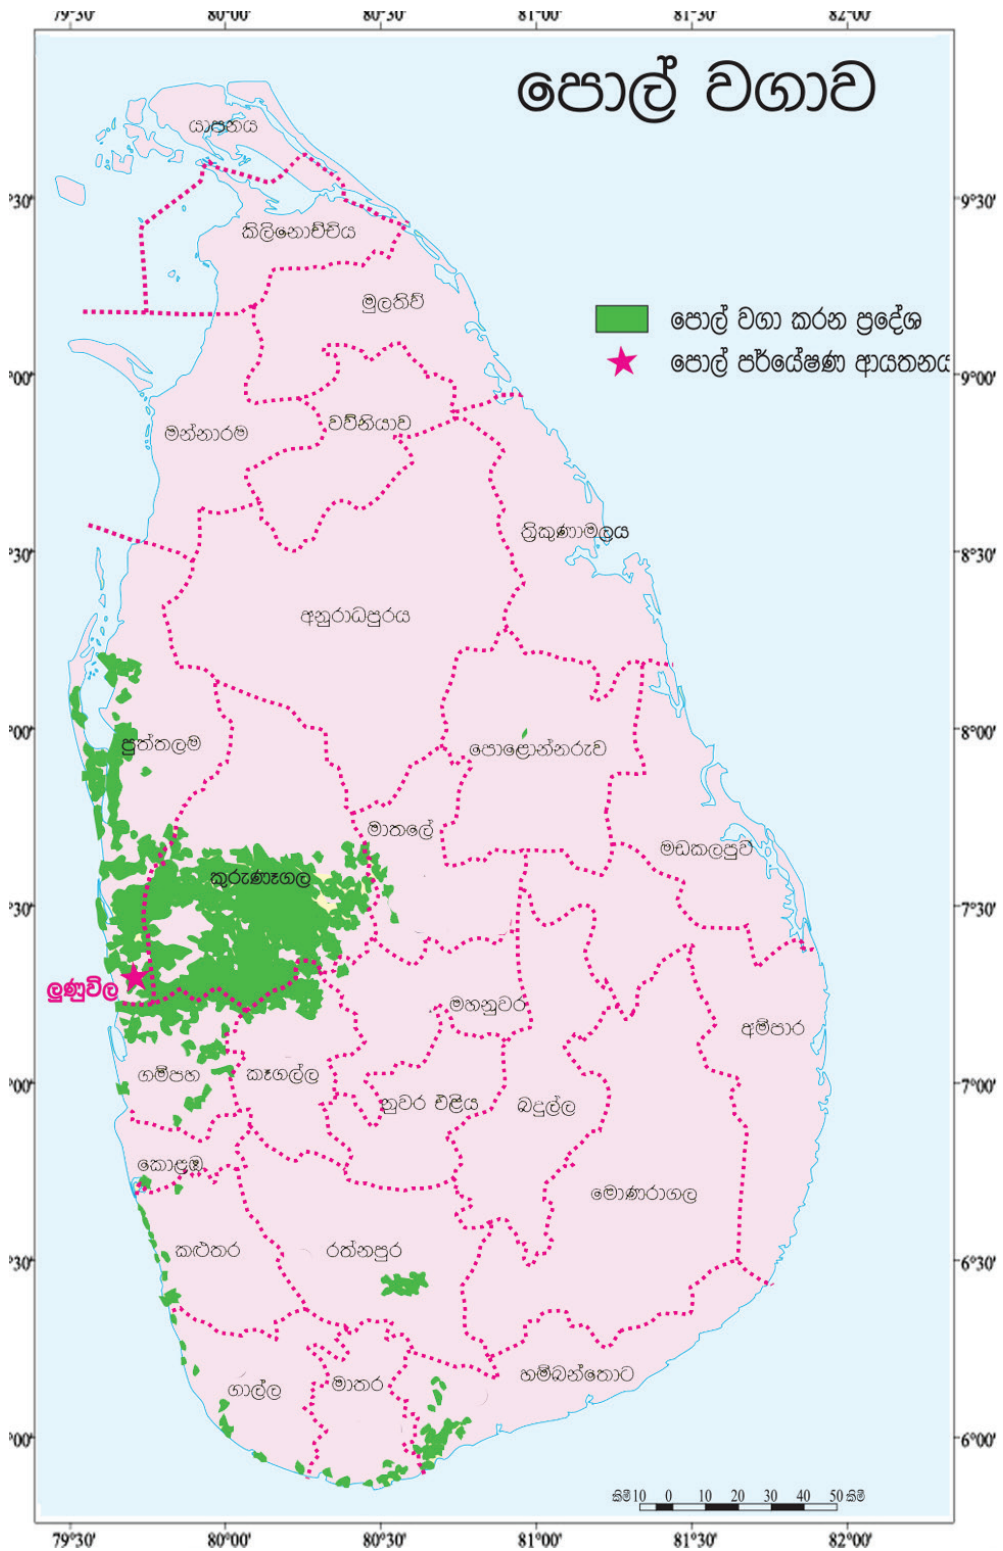 79°30' 80°00' 80°30' 81°00' 81°30' 82°00'
පොල් වගාව
යාපනය
9°30'
කිලිනොච්චිය
මුලතිව්
පොල් වගා කරන ප්‍රදේශ
පොල් පර්යේෂණ ආයතනය
9°00'
වව්නියාව
මන්නාරම
ත්‍රිකුණාමලය
8°30'
අනුරාධපුරය
8°00'
පුත්තලම
පොළොන්නරුව
මාතලේ
මඩකලපුව
කුරුණෑගල
7°30'
ලුණුවිල
මහනුවර
අම්පාර
ගම්පහ
කෑගල්ල
7°00'
නුවර එළිය
බදුල්ල
කොළඹ
මොණරාගල
කළුතර
රත්නපුර
6°30'
හම්බන්තොට
ගාල්ල
මාතර
6°00'
කිමී 10 0 10 20 30 40 50 කිමී
79°30' 80°00' 80°30' 81°00' 81°30' 82°00'